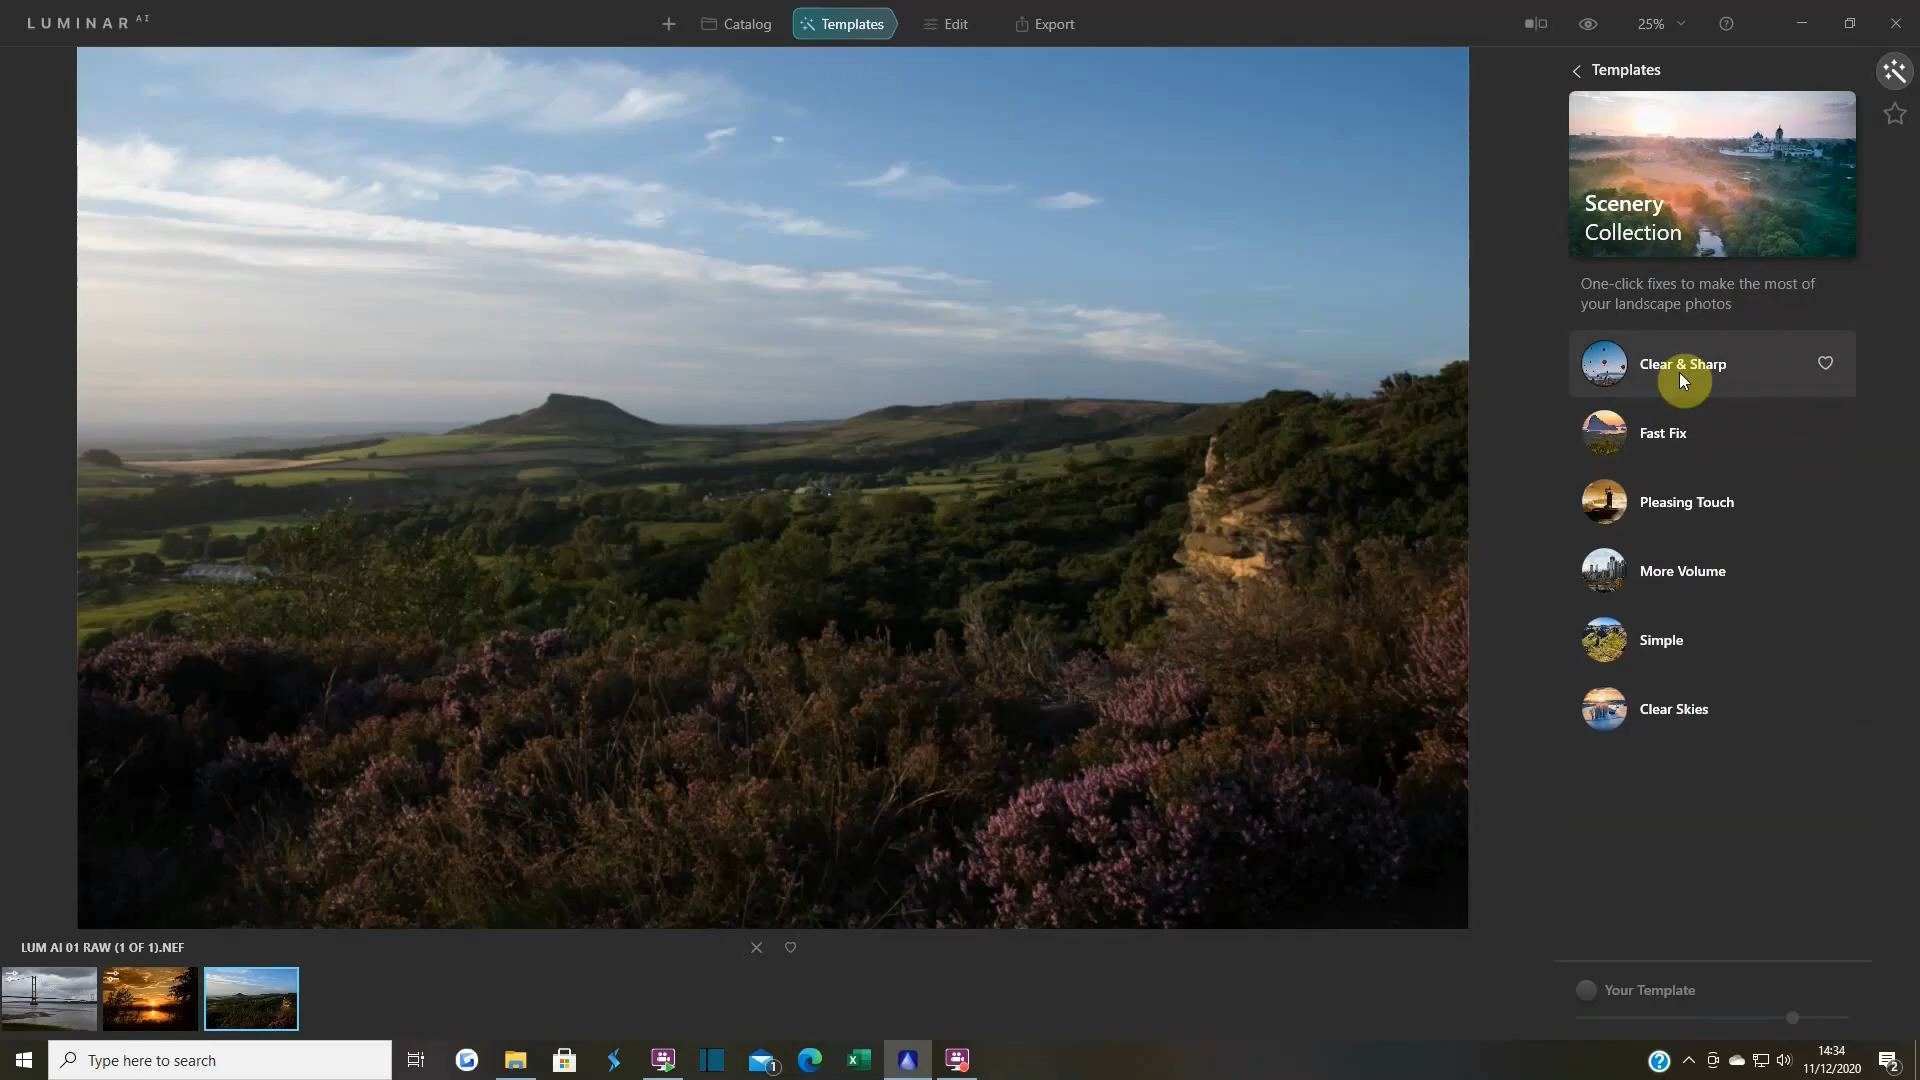 LUMINAR AI
Catalog
Templates
Edit
Export
25%
Templates
Scenery
Collection
One-click fixes to make the most of
your landscape photos
Clear & Sharp
Fast Fix
Pleasing Touch
More Volume
Simple
Clear Skies
LUM AI 01 RAW (1 OF 1).NEF
Your Template
Type here to search
1
14:34
11/12/2020
2